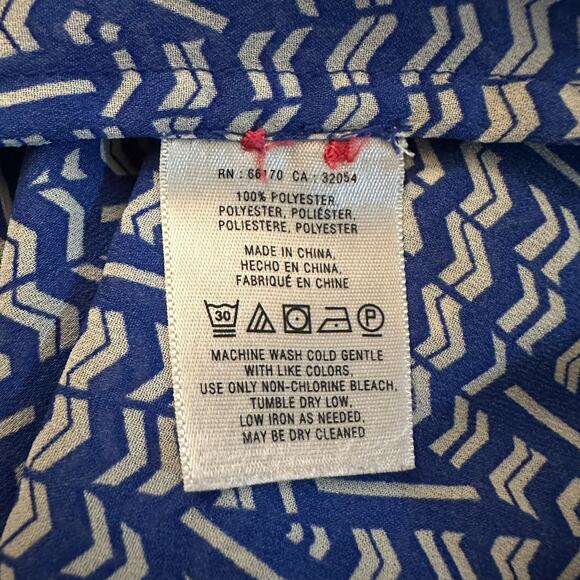 RN : 66170 CA : 32054
100% POLYESTER,
POLYESTER, POLIÉSTER,
POLIESTERE, POLYESTER
MADE IN CHINA,
HECHO EN CHINA,
FABRIQUÉ EN CHINE
30 P
MACHINE WASH COLD GENTLE
WITH LIKE COLORS.
USE ONLY NON-CHLORINE BLEACH.
TUMBLE DRY LOW,
LOW IRON AS NEEDED.
MAY BE DRY CLEANED